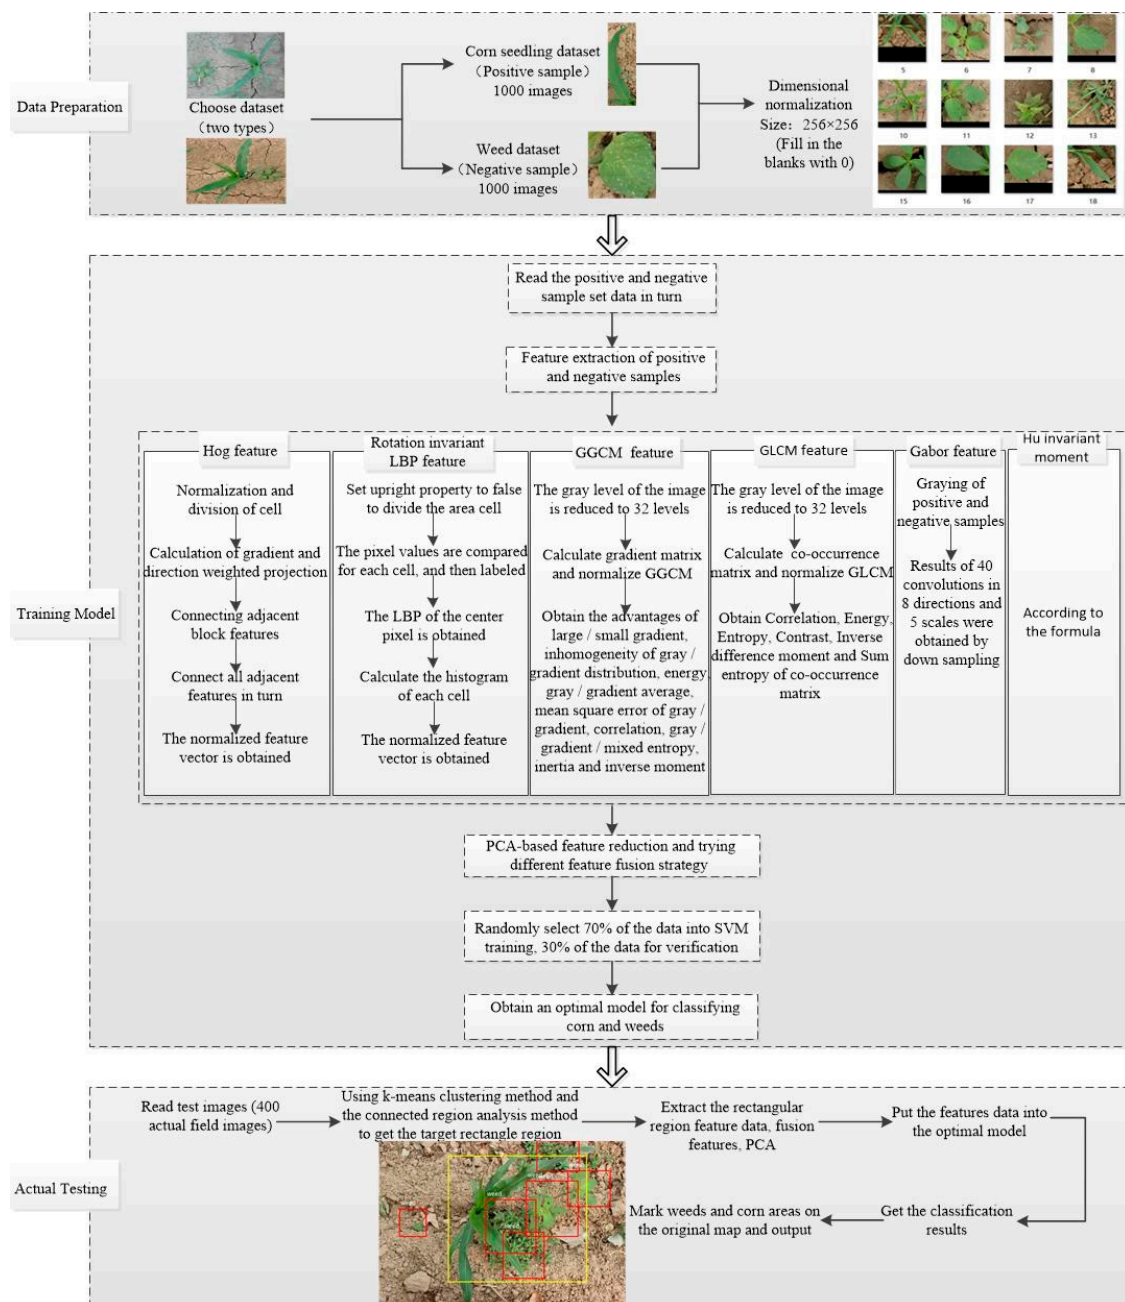 Data Preparation
Choose dataset
(two types)
Corn seedling dataset
(Positive sample)
1000 images
Weed dataset
(Negative sample)
1000 images
Dimensional
normalization
Size: 256×256
(Fill in the
blanks with 0)
5 6 7 8
10 11 12 13
15 16 17 18
Training Model
Read the positive and negative
sample set data in turn
Feature extraction of positive
and negative samples
Hog feature
Normalization and
division of cell
Calculation of gradient and
direction weighted projection
Connecting adjacent
block features
Connect all adjacent
features in turn
The normalized feature
vector is obtained
Rotation invariant
LBP feature
Set upright property to false
to divide the area cell
The pixel values are compared
for each cell, and then labeled
The LBP of the center
pixel is obtained
Calculate the histogram
of each cell
The normalized feature
vector is obtained
GGCM feature
The gray level of the image
is reduced to 32 levels
Calculate gradient matrix
and normalize GGCM
Obtain the advantages of
large / small gradient,
inhomogeneity of gray /
gradient distribution, energy,
gray / gradient average,
mean square error of gray /
gradient, correlation, gray /
gradient / mixed entropy,
inertia and inverse moment
GLCM feature
The gray level of the image
is reduced to 32 levels
Calculate co-occurrence
matrix and normalize GLCM
Obtain Correlation, Energy,
Entropy, Contrast, Inverse
difference moment and Sum
entropy of co-occurrence
matrix
Gabor feature
Graying of
positive and
negative samples
Results of 40
convolutions in
8 directions and
5 scales were
obtained by
down sampling
Hu invariant
moment
According to
the formula
PCA-based feature reduction and trying
different feature fusion strategy
Randomly select 70% of the data into SVM
training, 30% of the data for verification
Obtain an optimal model for classifying
corn and weeds
Actual Testing
Read test images (400
actual field images)
Using k-means clustering method and
the connected region analysis method
to get the target rectangle region
Extract the rectangular
region feature data, fusion
features, PCA
Put the features data into
the optimal model
Get the classification
results
Mark weeds and corn areas on
the original map and output
weed